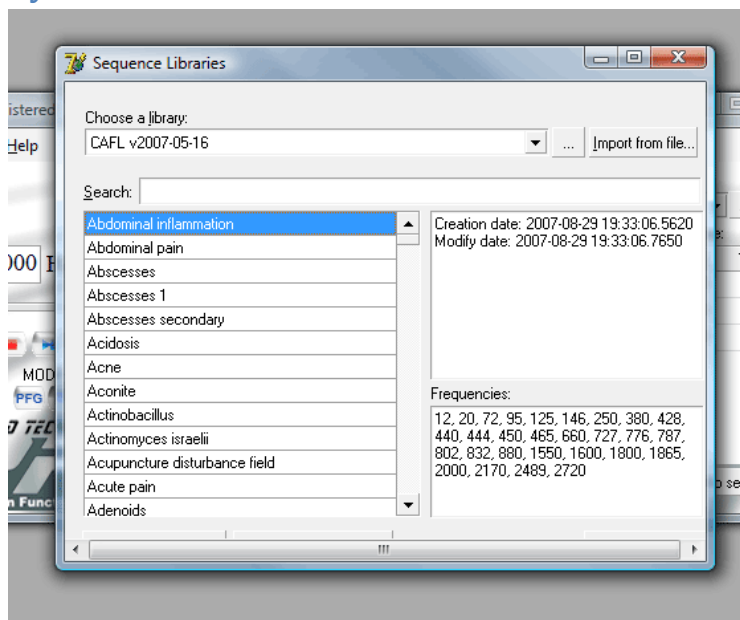 Sequence Libraries
istered
Help
Choose a library:
CAFL v2007-05-16
...
Import from file...
Search:
Abdominal inflammation
Abdominal pain
Abscesses
Abscesses 1
Abscesses secondary
Acidosis
Acne
Aconite
Actinobacillus
Actinomyces israelii
Acupuncture disturbance field
Acute pain
Adenoids
Creation date: 2007-08-29 19:33:06.5620
Modify date: 2007-08-29 19:33:06.7650
Frequencies:
12, 20, 72, 95, 125, 146, 250, 380, 428,
440, 444, 450, 465, 660, 727, 776, 787,
802, 832, 880, 1550, 1600, 1800, 1865,
2000, 2170, 2489, 2720
000
MOD
PFG
TEC
n Func
o se